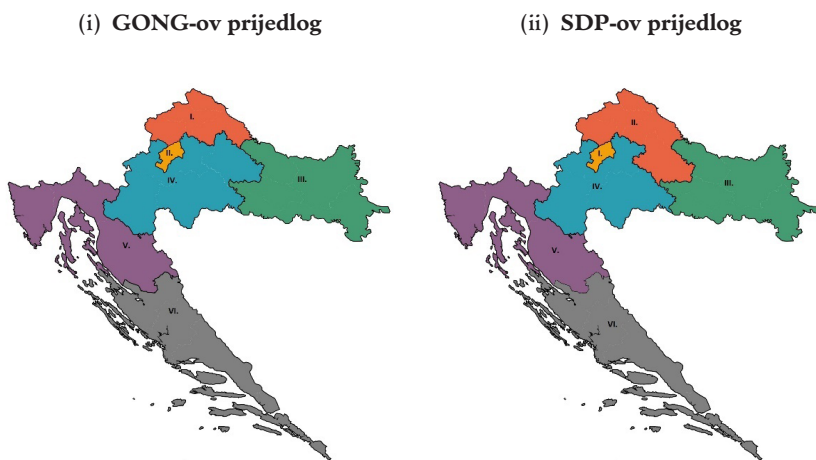 (i) GONG-ov prijedlog
I.
II.
III.
IV.
V.
VI.
(ii) SDP-ov prijedlog
II.
I.
III.
IV.
V.
VI.